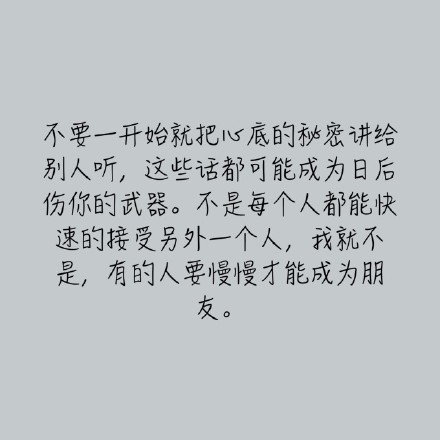 不要一开始就把心底的秘密讲给
别人听，这些话都可能成为日后
伤你的武器。不是每个人都能快
速的接受另外一个人，我就不
是，有的人要慢慢才能成为朋
友。